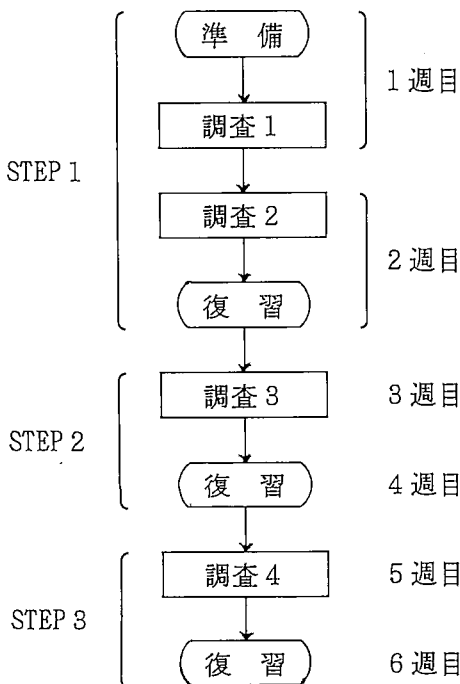 準 備
1週目
調査1
STEP 1
調査2
2週目
復 習
調査3
3週目
STEP 2
復 習
4週目
調査4
5週目
STEP 3
復 習
6週目